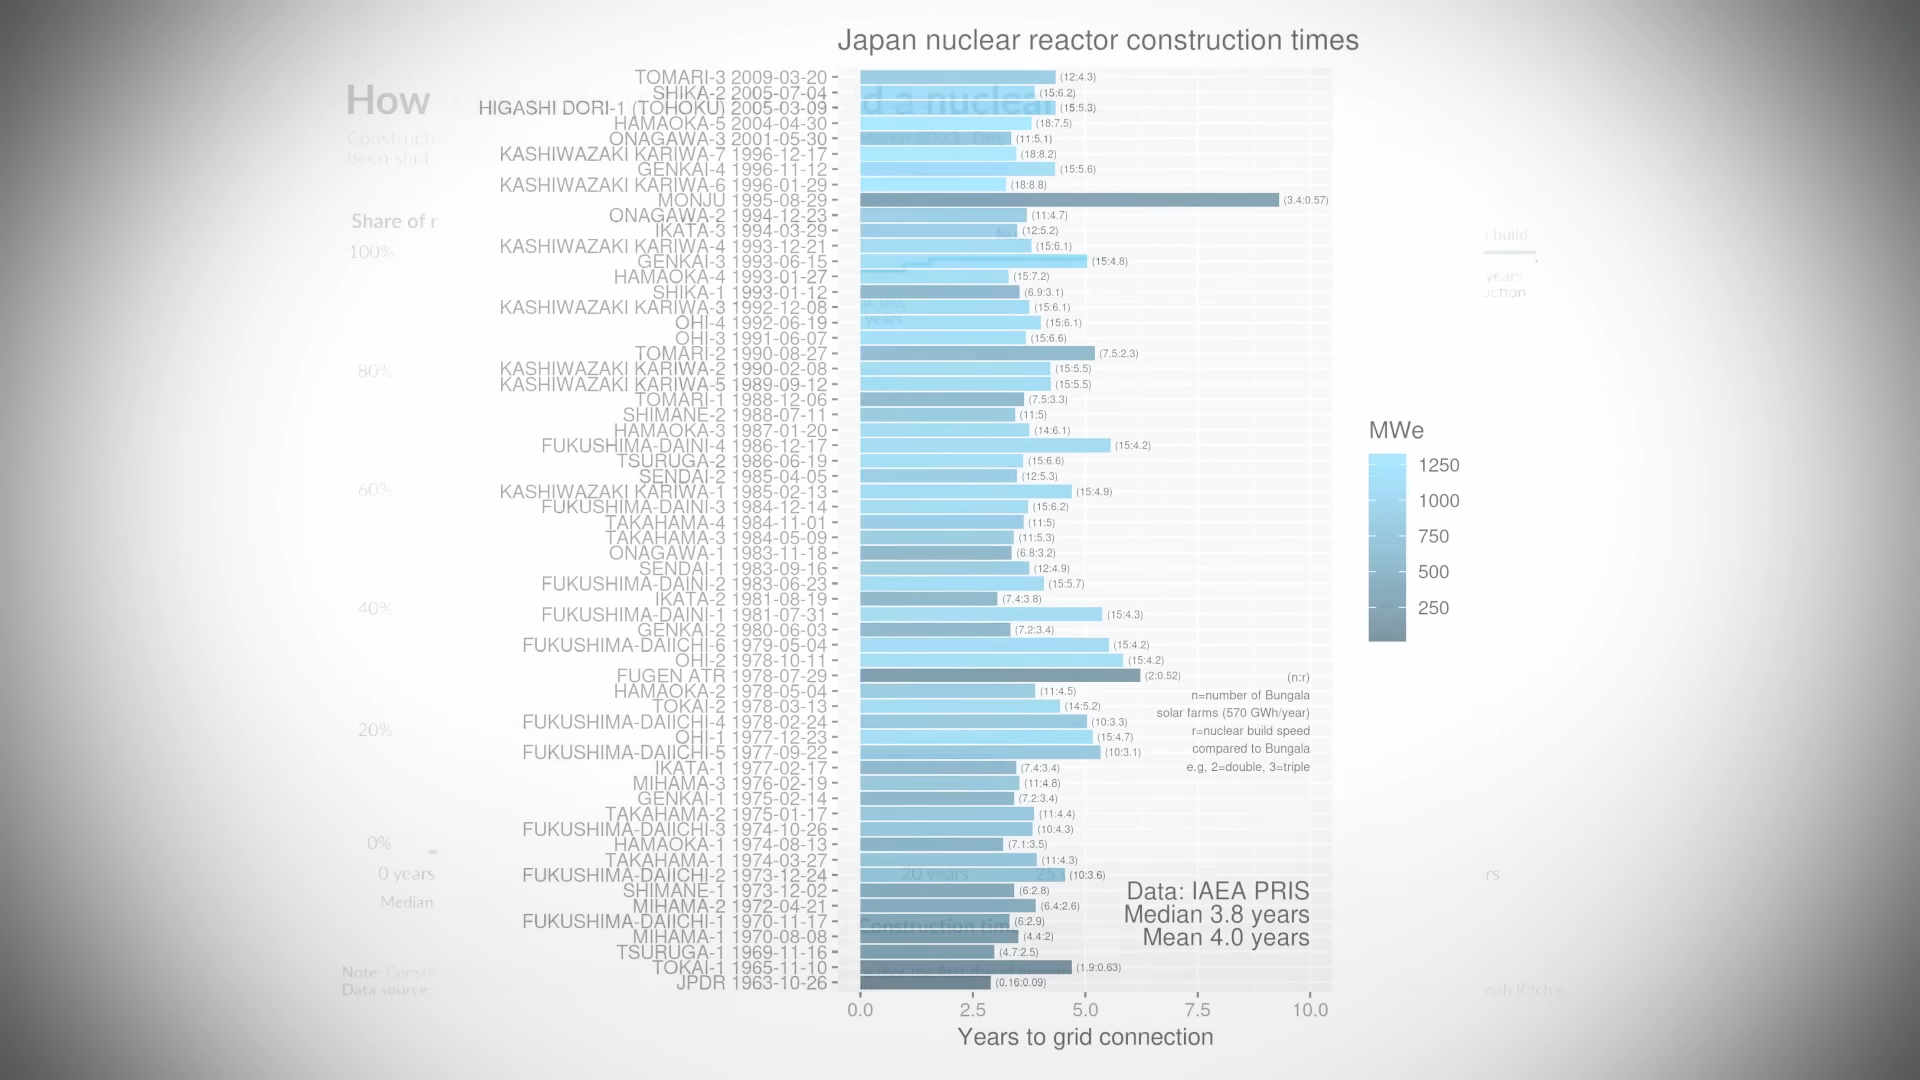 Japan nuclear reactor construction times
TOMARI-3 2009-03-20 (12:4.3)
SHIKA-2 2005-07-04 (15:6.2)
HIGASHI DORI-1 (TOHOKU) 2005-03-09 (15:5.3)
HAMAOKA-5 2004-04-30 (18:7.5)
ONAGAWA-3 2001-05-30 (11:5.1)
KASHIWAZAKI KARIWA-7 1996-12-17 (18:8.2)
GENKAI-4 1996-11-12 (15:5.6)
KASHIWAZAKI KARIWA-6 1996-01-29 (18:8.8)
MONJU 1995-08-29 (3.4:0.57)
ONAGAWA-2 1994-12-23 (11:4.7)
IKATA-3 1994-03-29 (12:5.2)
KASHIWAZAKI KARIWA-4 1993-12-21 (15:6.1)
GENKAI-3 1993-06-15 (15:4.8)
HAMAOKA-4 1993-01-27 (15:7.2)
SHIKA-1 1993-01-12 (6.9:3.1)
KASHIWAZAKI KARIWA-3 1992-12-08 (15:6.1)
OHI-4 1992-06-19 (15:6.1)
OHI-3 1991-06-07 (15:6.6)
TOMARI-2 1990-08-27 (7.5:2.3)
KASHIWAZAKI KARIWA-2 1990-02-08 (15:5.5)
KASHIWAZAKI KARIWA-5 1989-09-12 (15:5.5)
TOMARI-1 1988-12-06 (7.5:3.3)
SHIMANE-2 1988-07-11 (11:5)
HAMAOKA-3 1987-01-20 (14:6.1)
FUKUSHIMA-DAINI-4 1986-12-17 (15:4.2)
TSURUGA-2 1986-06-19 (15:6.6)
SENDAI-2 1985-04-05 (12:5.3)
KASHIWAZAKI KARIWA-1 1985-02-13 (15:4.9)
FUKUSHIMA-DAINI-3 1984-12-14 (15:6.2)
TAKAHAMA-4 1984-11-01 (11:5)
TAKAHAMA-3 1984-05-09 (11:5.3)
ONAGAWA-1 1983-11-18 (6.8:3.2)
SENDAI-1 1983-09-16 (12:4.9)
FUKUSHIMA-DAINI-2 1983-06-23 (15:5.7)
IKATA-2 1981-08-19 (7.4:3.8)
FUKUSHIMA-DAINI-1 1981-07-31 (15:4.3)
GENKAI-2 1980-06-03 (7.2:3.4)
FUKUSHIMA-DAIICHI-6 1979-05-04 (15:4.2)
OHI-2 1978-10-11 (15:4.2)
FUGEN ATR 1978-07-29 (2:0.52)
HAMAOKA-2 1978-05-04 (11:4.5)
TOKAI-2 1978-03-13 (14:5.2)
FUKUSHIMA-DAIICHI-4 1978-02-24 (10:3.3)
OHI-1 1977-12-23 (15:4.7)
FUKUSHIMA-DAIICHI-5 1977-09-22 (10:3.1)
IKATA-1 1977-02-17 (7.4:3.4)
MIHAMA-3 1976-02-19 (11:4.8)
GENKAI-1 1975-02-14 (7.2:3.4)
TAKAHAMA-2 1975-01-17 (11:4.4)
FUKUSHIMA-DAIICHI-3 1974-10-26 (10:4.3)
HAMAOKA-1 1974-08-13 (7.1:3.5)
TAKAHAMA-1 1974-03-27 (11:4.3)
FUKUSHIMA-DAIICHI-2 1973-12-24 (10:3.6)
SHIMANE-1 1973-12-02 (6:2.8)
MIHAMA-2 1972-04-21 (6.4:2.6)
FUKUSHIMA-DAIICHI-1 1970-11-17 (6:2.9)
MIHAMA-1 1970-08-08 (4.4:2)
TSURUGA-1 1969-11-16 (4.7:2.5)
TOKAI-1 1965-11-10 (1.9:0.63)
JPDR 1963-10-26 (0.16:0.09)
0.0 2.5 5.0 7.5 10.0
Years to grid connection
(n:r)
n=number of Bungala
solar farms (570 GWh/year)
r=nuclear build speed
compared to Bungala
e.g, 2=double, 3=triple
Data: IAEA PRIS
Median 3.8 years
Mean 4.0 years
MWe
1250
1000
750
500
250
How d a nuclear
Share of
100%
80%
60%
40%
20%
0%
0 years 20 years
Median
Construction
Note:
Data source:
been shut
build
years